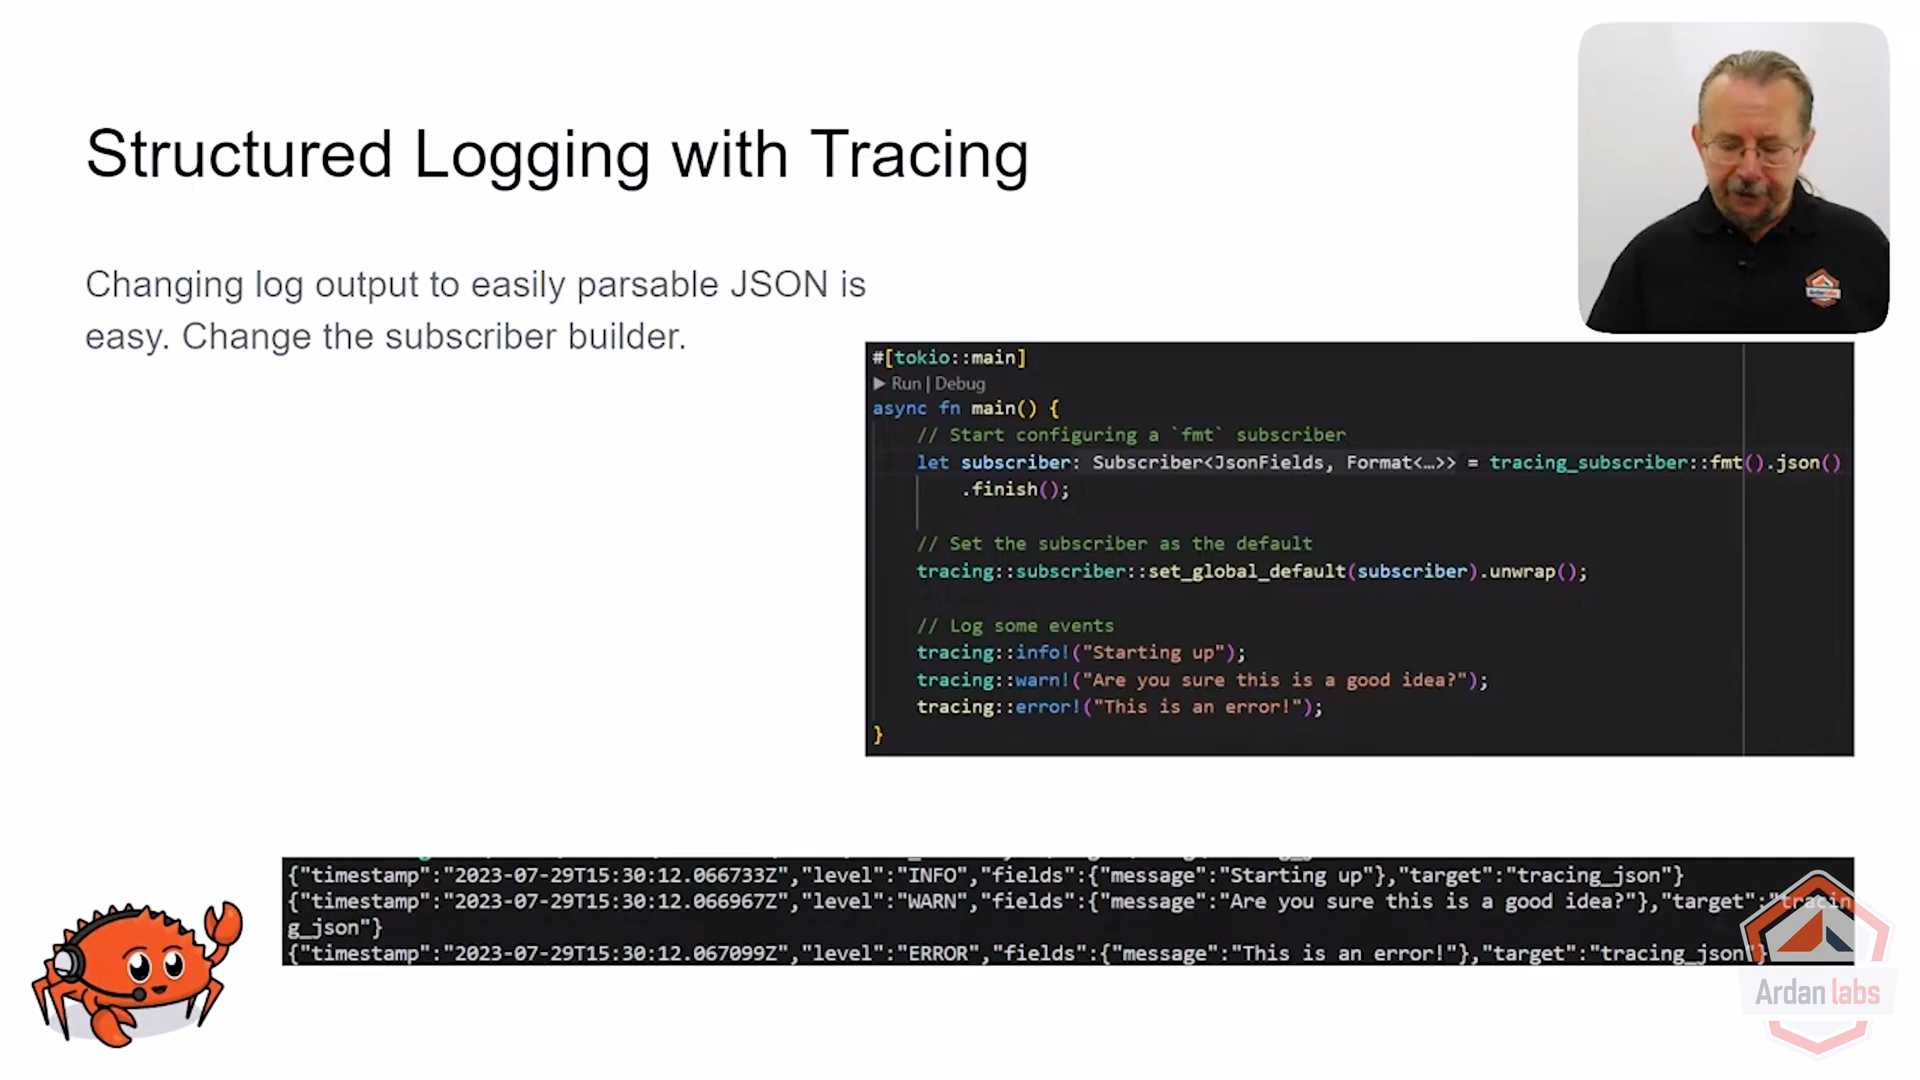 Structured Logging with Tracing
Changing log output to easily parsable JSON is
easy. Change the subscriber builder.
#[tokio::main]
▶ Run | Debug
async fn main() {
// Start configuring a `fmt` subscriber
let subscriber: Subscriber<JsonFields, Format<…>> = tracing_subscriber::fmt().json()
.finish();
// Set the subscriber as the default
tracing::subscriber::set_global_default(subscriber).unwrap();
// Log some events
tracing::info!("Starting up");
tracing::warn!("Are you sure this is a good idea?");
tracing::error!("This is an error!");
}
{"timestamp":"2023-07-29T15:30:12.066733Z","level":"INFO","fields":{"message":"Starting up"},"target":"tracing_json"}
{"timestamp":"2023-07-29T15:30:12.066967Z","level":"WARN","fields":{"message":"Are you sure this is a good idea?"},"target":"tracin
g_json"}
{"timestamp":"2023-07-29T15:30:12.067099Z","level":"ERROR","fields":{"message":"This is an error!"},"target":"tracing_json"}
Ardan labs